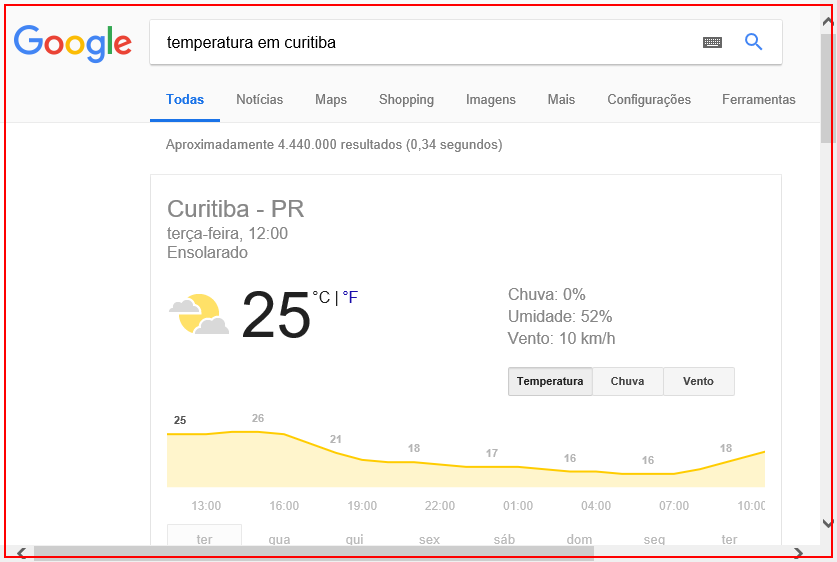 Google
temperatura em curitiba
Todas Notícias Maps Shopping Imagens Mais Configurações Ferramentas
Aproximadamente 4.440.000 resultados (0,34 segundos)
Curitiba - PR
terça-feira, 12:00
Ensolarado
25 °C | °F
Chuva: 0%
Umidade: 52%
Vento: 10 km/h
Temperatura Chuva Vento
25 26 21 18 17 16 16 18
13:00 16:00 19:00 22:00 01:00 04:00 07:00 10:00
ter qua qui sex sáb dom seg ter